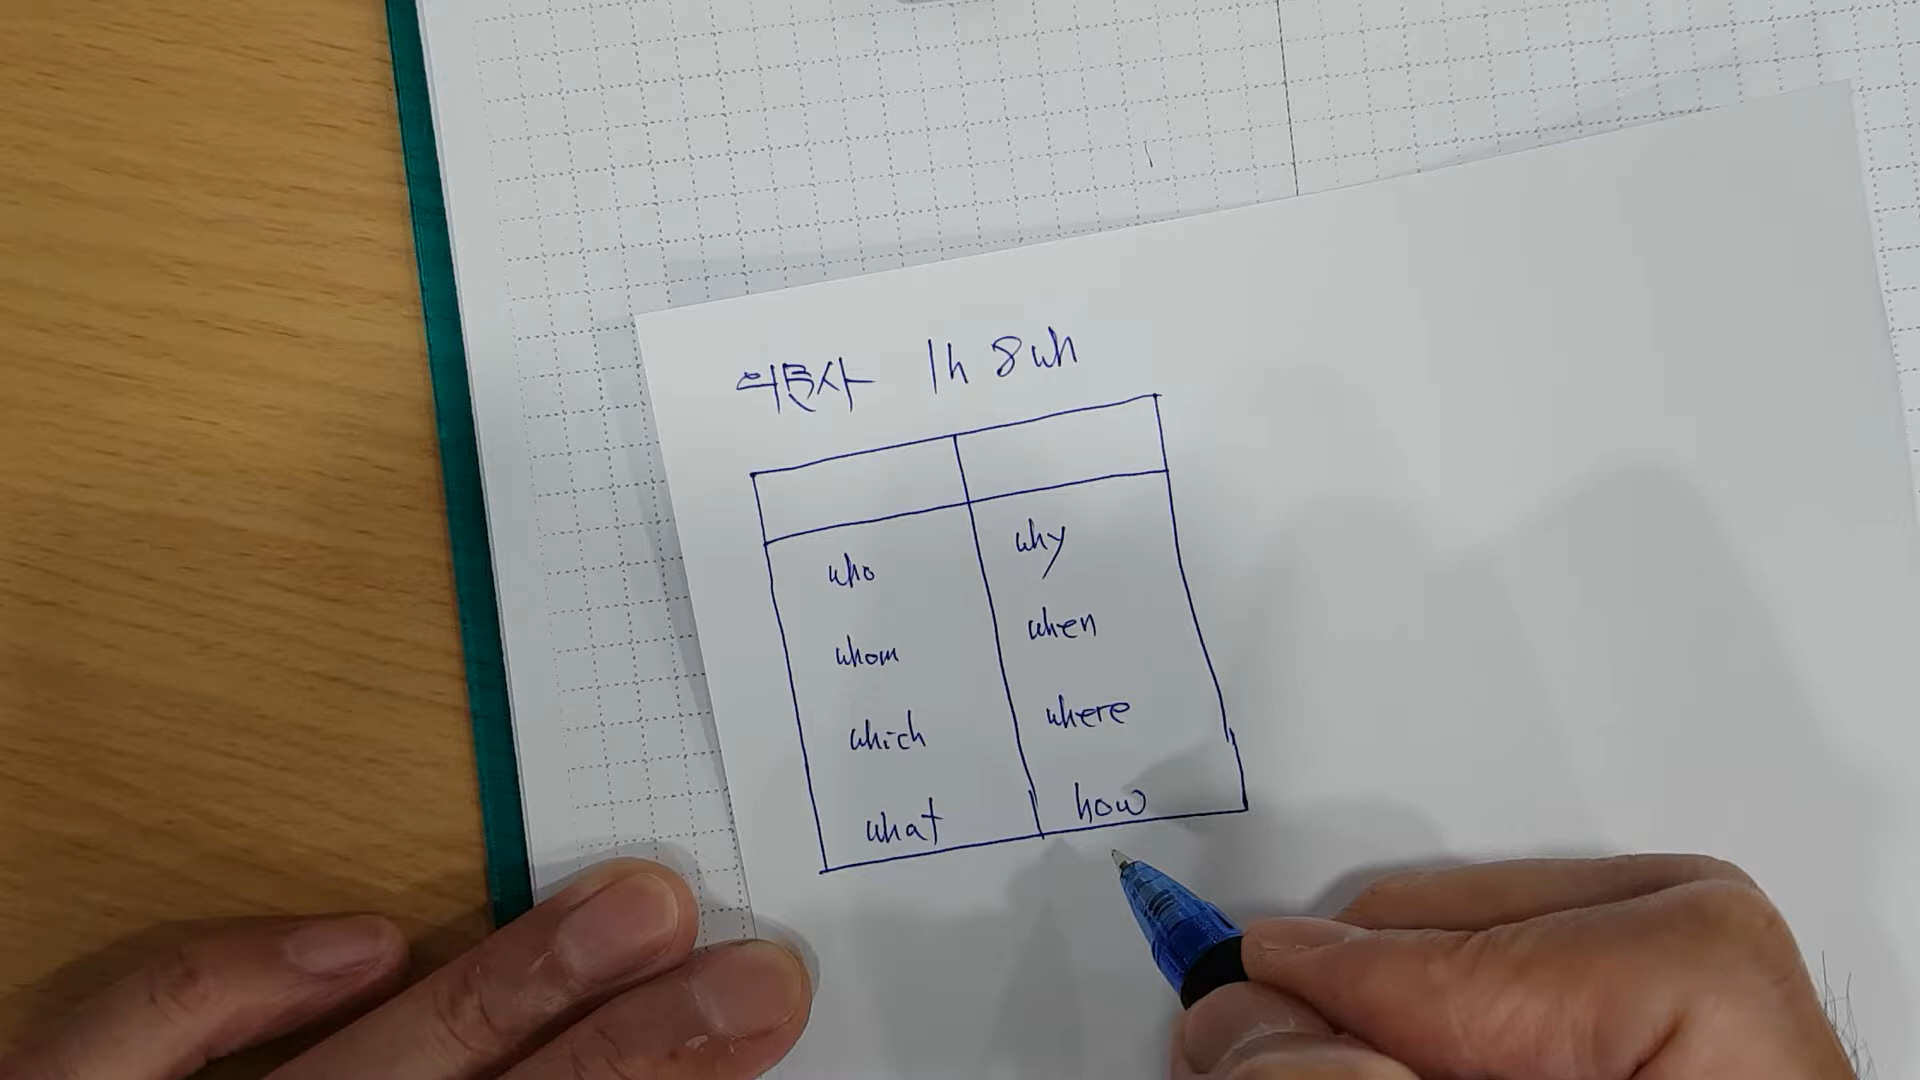 의문사 1h 8wh
who why
whom when
which where
what how